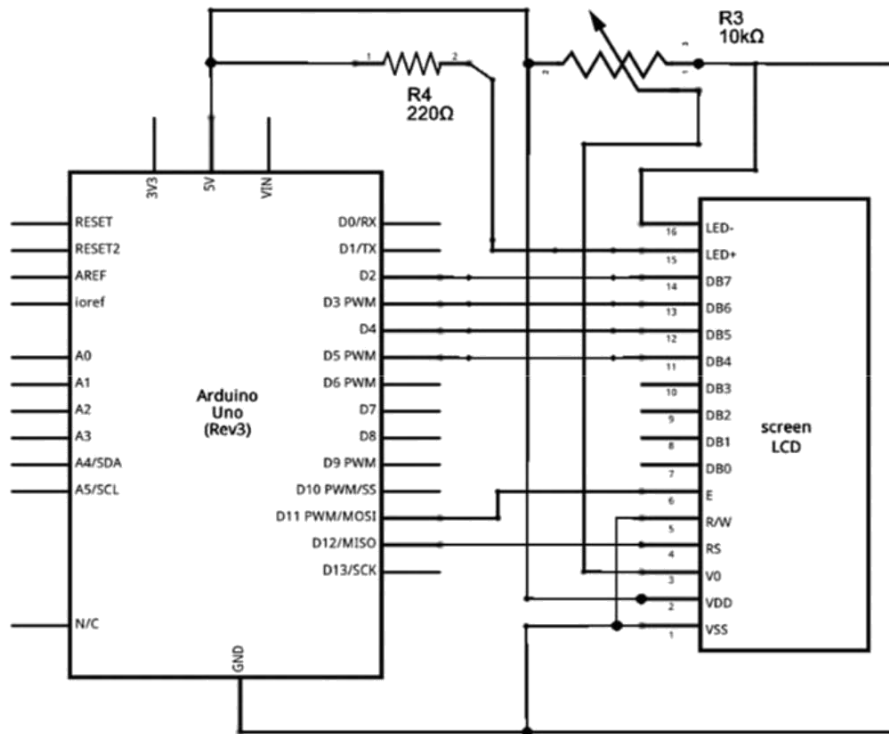 R3
10kΩ
1
2
R4
220Ω
2
3
1
3V3
5V
VIN
RESET
RESET2
AREF
ioref
A0
A1
A2
A3
A4/SDA
A5/SCL
N/C
Arduino
Uno
(Rev3)
D0/RX
D1/TX
D2
D3 PWM
D4
D5 PWM
D6 PWM
D7
D8
D9 PWM
D10 PWM/SS
D11 PWM/MOSI
D12/MISO
D13/SCK
GND
16 LED-
15 LED+
14 DB7
13 DB6
12 DB5
11 DB4
10 DB3
9 DB2
8 DB1
7 DB0
6 E
5 R/W
4 RS
3 V0
2 VDD
1 VSS
screen
LCD